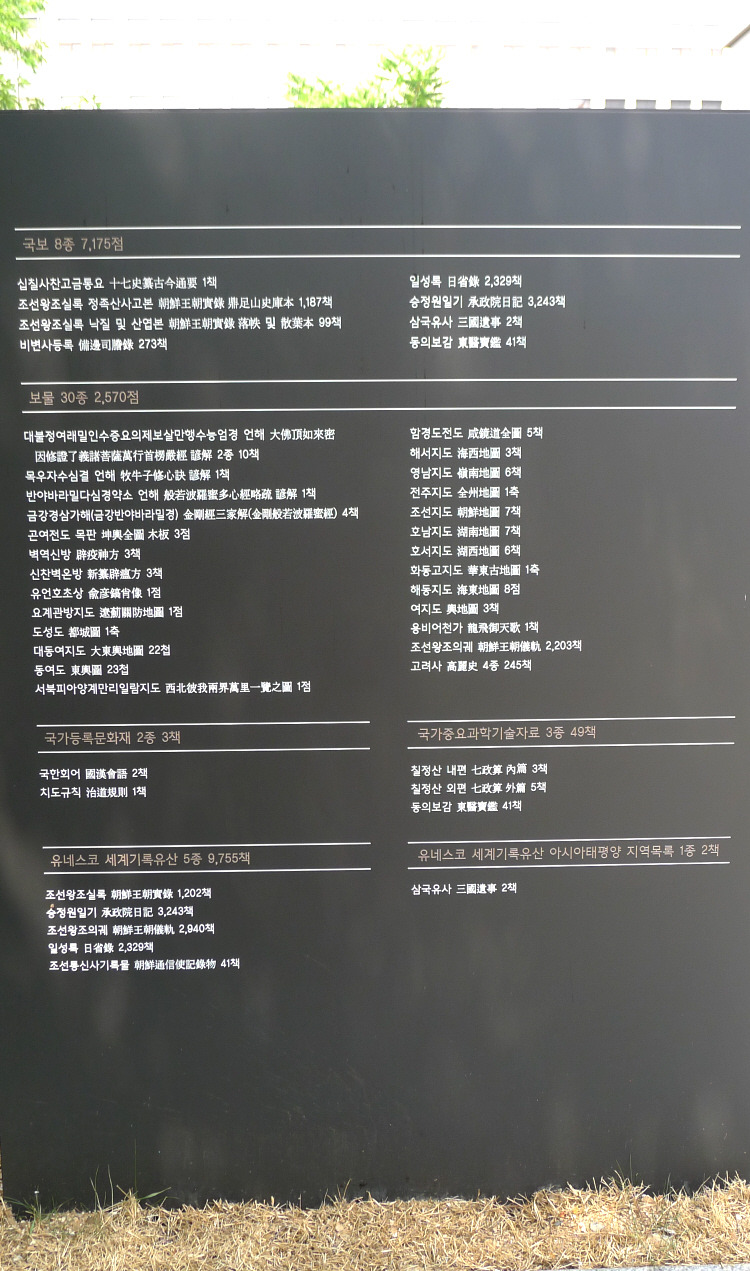 국보 8종 7,175점
십칠사찬고금통요 十七史纂古今通要 1책
조선왕조실록 정족산사고본 朝鮮王朝實錄 鼎足山史庫本 1,187책
조선왕조실록 낙질 및 산엽본 朝鮮王朝實錄 落帙 및 散葉本 99책
비변사등록 備邊司謄錄 273책
일성록 日省錄 2,329책
승정원일기 承政院日記 3,243책
삼국유사 三國遺事 2책
동의보감 東醫寶鑑 41책
보물 30종 2,570점
대불정여래밀인수증요의제보살만행수능엄경 언해 大佛頂如來密
因修證了義諸菩薩萬行首楞嚴經 諺解 2종 10책
목우자수심결 언해 牧牛子修心訣 諺解 1책
반야바라밀다심경약소 언해 般若波羅蜜多心經略疏 諺解 1책
금강경삼가해(금강반야바라밀경) 金剛經三家解(金剛般若波羅蜜經) 4책
곤여전도 목판 坤輿全圖 木板 3점
벽역신방 辟疫神方 3책
신찬벽온방 新纂辟瘟方 3책
유언호초상 兪彦鎬肖像 1점
요계관방지도 遼薊關防地圖 1점
도성도 都城圖 1축
대동여지도 大東輿地圖 22첩
동여도 東輿圖 23첩
서북피아양계만리일람지도 西北彼我兩界萬里一覽之圖 1점
함경도전도 咸鏡道全圖 5책
해서지도 海西地圖 3책
영남지도 嶺南地圖 6책
전주지도 全州地圖 1축
조선지도 朝鮮地圖 7책
호남지도 湖南地圖 7책
호서지도 湖西地圖 6책
화동고지도 華東古地圖 1축
해동지도 海東地圖 8점
여지도 輿地圖 3책
용비어천가 龍飛御天歌 1책
조선왕조의궤 朝鮮王朝儀軌 2,203책
고려사 高麗史 4종 245책
국가등록문화재 2종 3책
국한회어 國漢會語 2책
치도규칙 治道規則 1책
국가중요과학기술자료 3종 49책
칠정산 내편 七政算 內篇 3책
칠정산 외편 七政算 外篇 5책
동의보감 東醫寶鑑 41책
유네스코 세계기록유산 5종 9,755책
조선왕조실록 朝鮮王朝實錄 1,202책
승정원일기 承政院日記 3,243책
조선왕조의궤 朝鮮王朝儀軌 2,940책
일성록 日省錄 2,329책
조선통신사기록물 朝鮮通信使記錄物 41책
유네스코 세계기록유산 아시아태평양 지역목록 1종 2책
삼국유사 三國遺事 2책